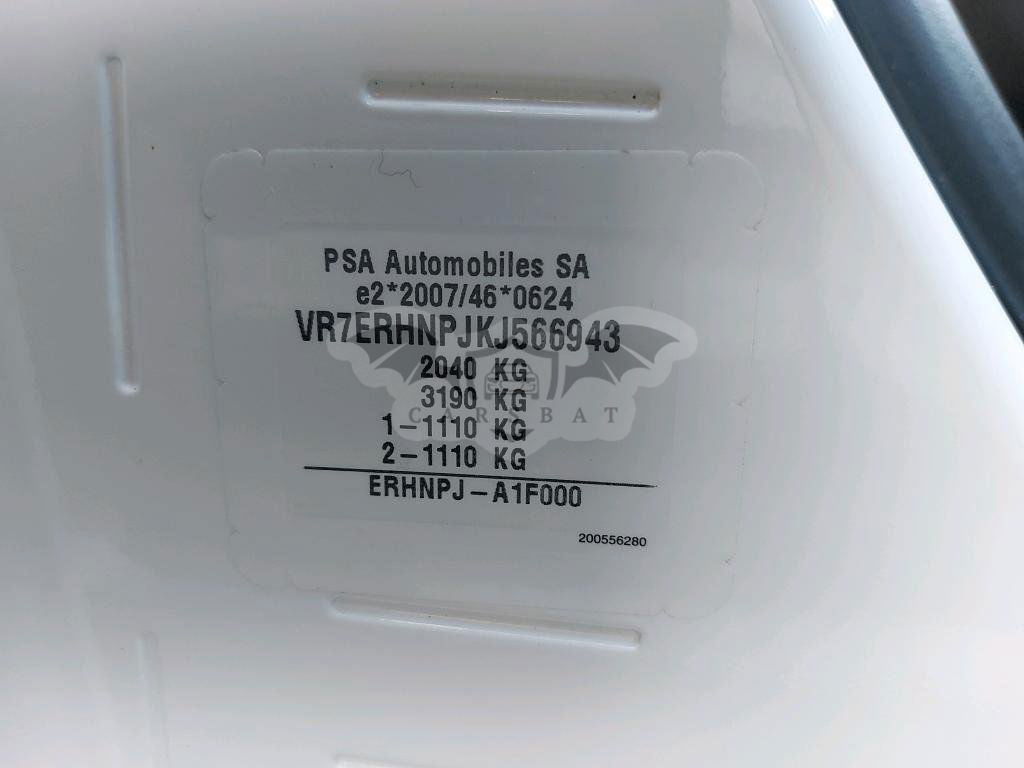 PSA Automobiles SA
e2*2007/46*0624
VR7ERHNPJKJ566943
2040 KG
3190 KG
CARSBAT
1-1110 KG
2-1110 KG
ERHNPJ-A1F000
200556280